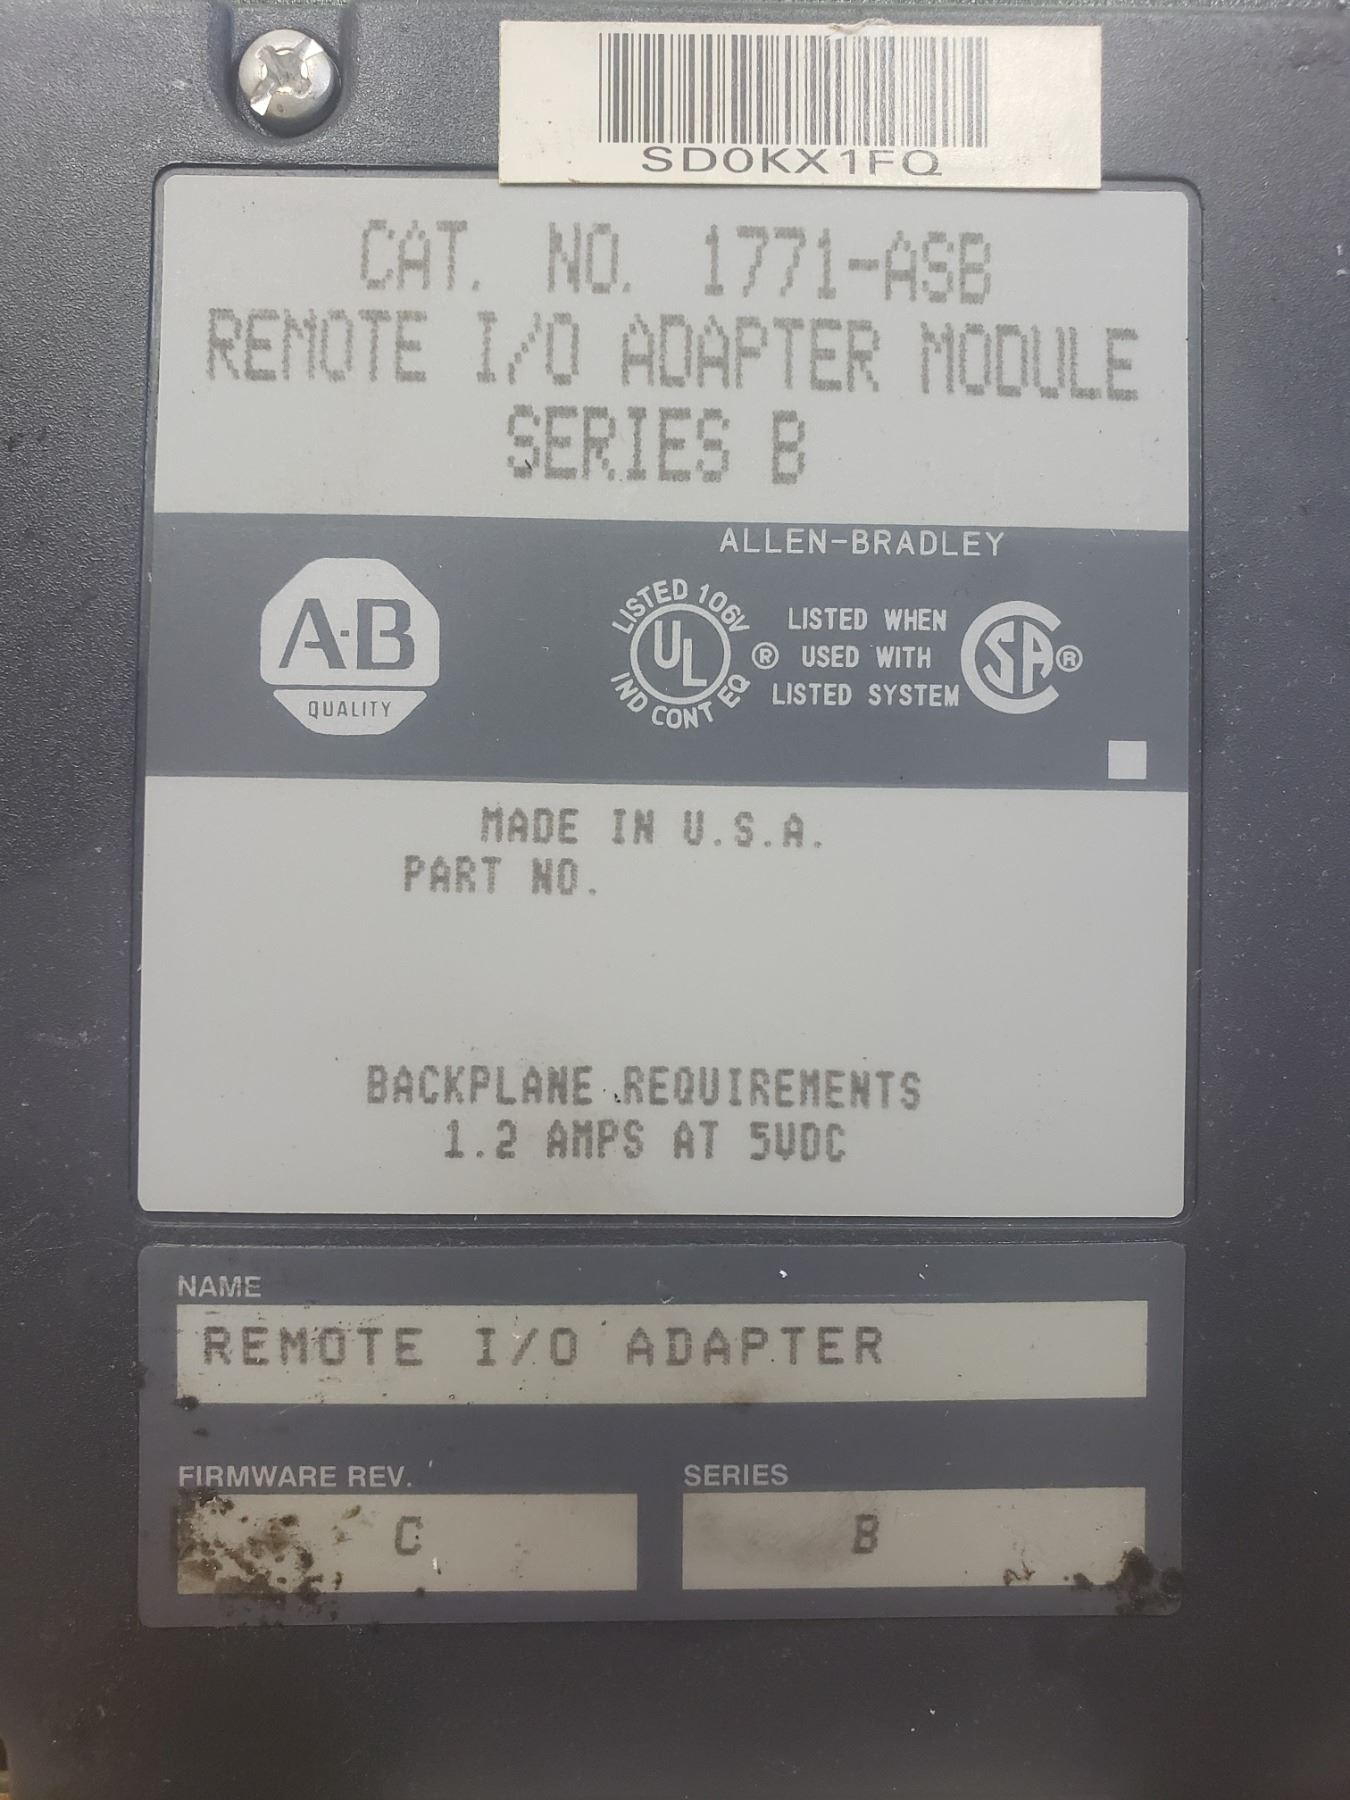 SD0KX1FQ
CAT. NO. 1771-ASB
REMOTE I/O ADAPTER MODULE
SERIES B
ALLEN-BRADLEY
A-B
QUALITY
LISTED 106V
UL ®
IND CONT EQ
LISTED WHEN
USED WITH
LISTED SYSTEM
SA ®
MADE IN U.S.A.
PART NO.
BACKPLANE REQUIREMENTS
1.2 AMPS AT 5VDC
NAME
REMOTE I/O ADAPTER
FIRMWARE REV.
C
SERIES
B